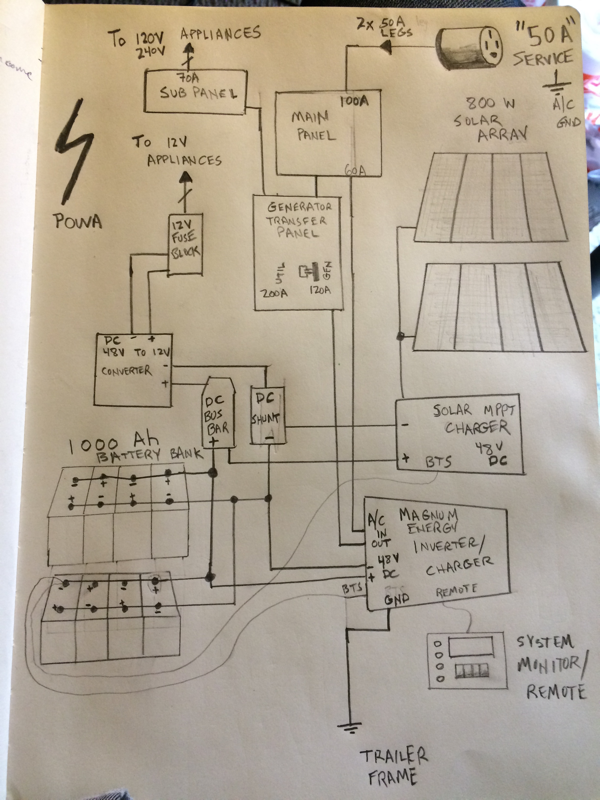 To 120V
240V
APPLIANCES
70A
SUB PANEL
2x 50A
LEGS
"50A"
SERVICE
A/C
GND
100A
MAIN
PANEL
60A
800 W
SOLAR
ARRAY
POWA
To 12V
APPLIANCES
12V
FUSE
BLOCK
GENERATOR
TRANSFER
PANEL
UTIL
GEN
200A
120A
DC - +
48V TO 12V
CONVERTER
-
+
DC
BUS
BAR
+
DC
SHUNT
-
SOLAR MPPT
CHARGER
48V
DC
-
+
BTS
1000 Ah
BATTERY BANK
A/C
IN
OUT
MAGNUM
ENERGY
INVERTER/
CHARGER
- 48V
+ DC
BTS
GND
REMOTE
SYSTEM
MONITOR/
REMOTE
TRAILER
FRAME